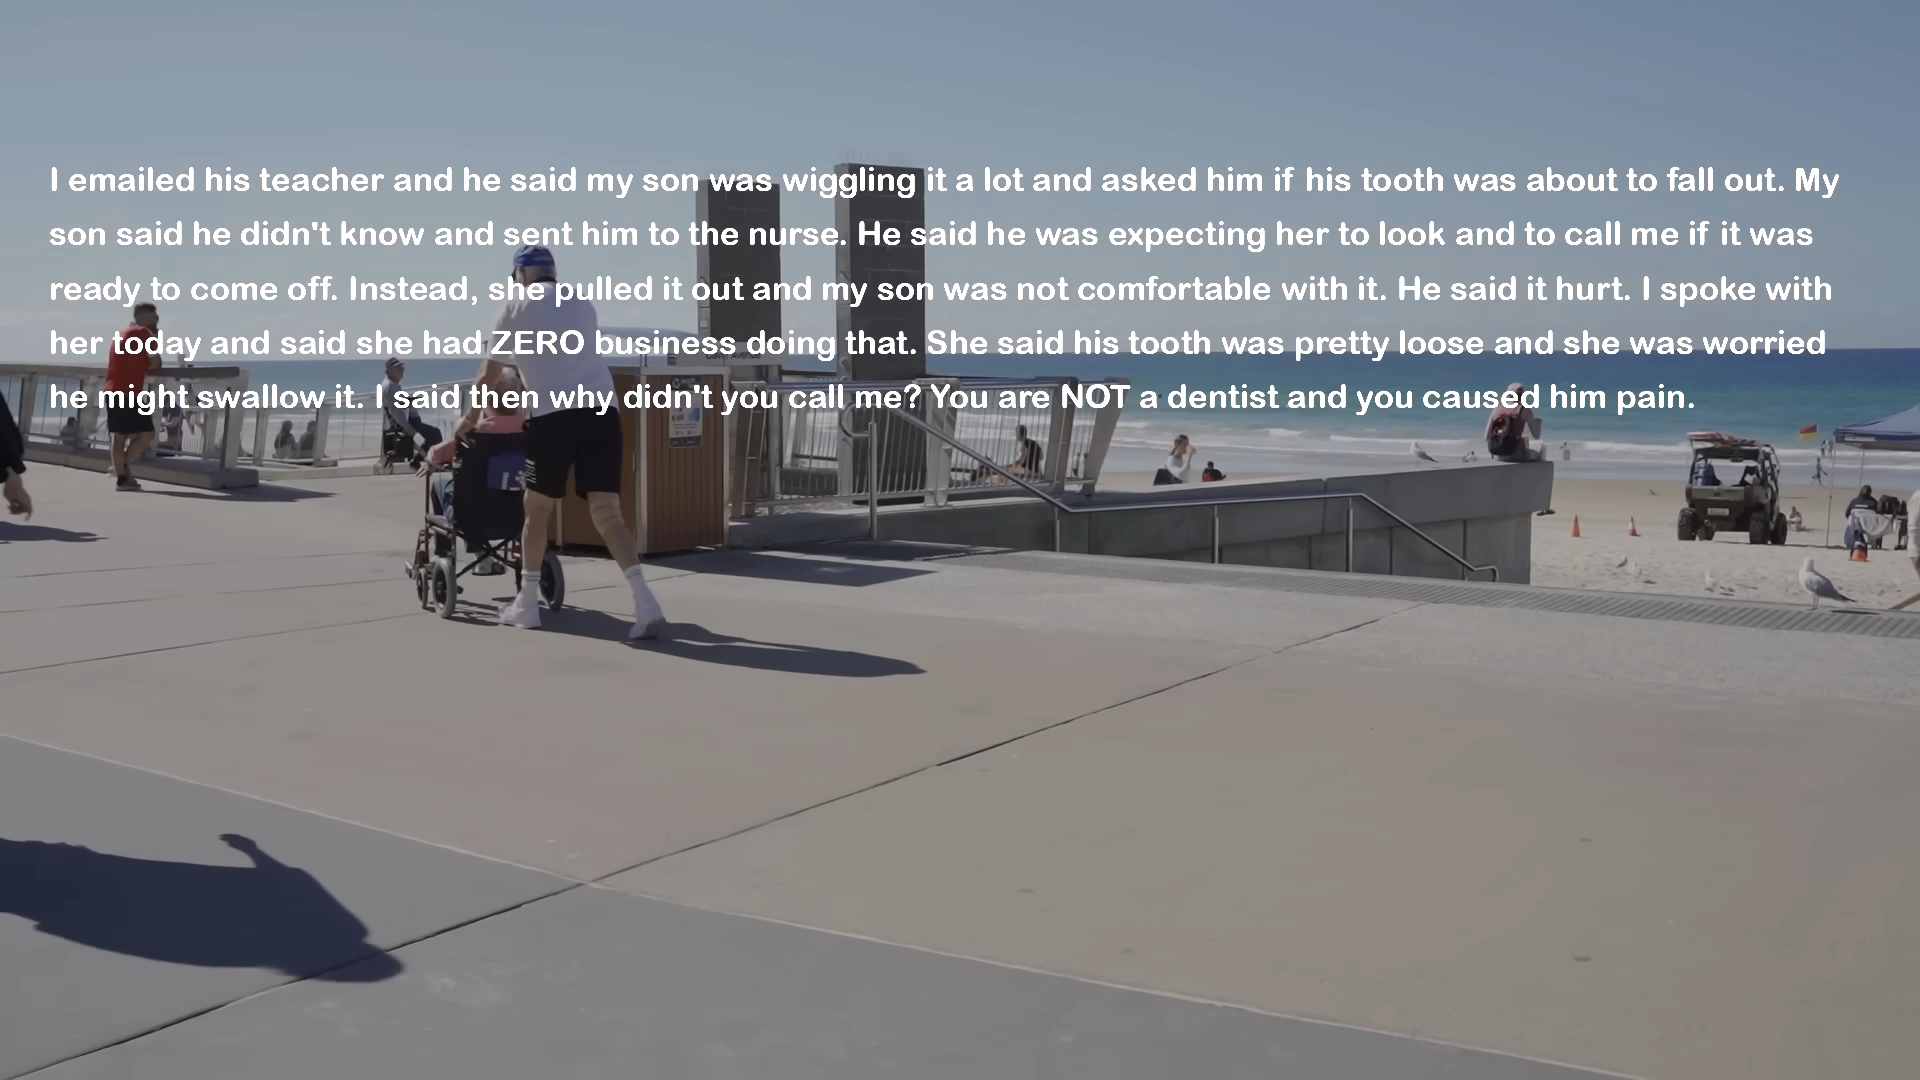 I emailed his teacher and he said my son was wiggling it a lot and asked him if his tooth was about to fall out. My
son said he didn't know and sent him to the nurse. He said he was expecting her to look and to call me if it was
ready to come off. Instead, she pulled it out and my son was not comfortable with it. He said it hurt. I spoke with
her today and said she had ZERO business doing that. She said his tooth was pretty loose and she was worried
he might swallow it. I said then why didn't you call me? You are NOT a dentist and you caused him pain.